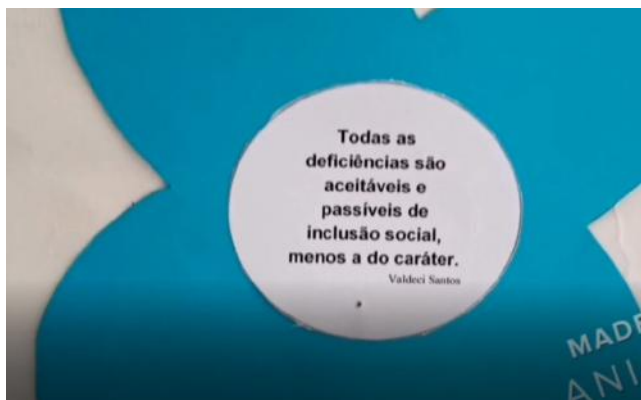 Todas as
deficiências são
aceitáveis e
passíveis de
inclusão social,
menos a do caráter.
Valdeci Santos